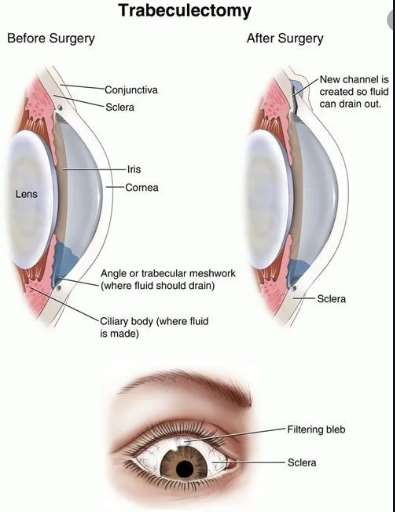 Trabeculectomy
Before Surgery
After Surgery
Conjunctiva
Sclera
New channel is
created so fluid
can drain out.
Iris
Cornea
Lens
Angle or trabecular meshwork
(where fluid should drain)
Sclera
Ciliary body (where fluid
is made)
Filtering bleb
Sclera